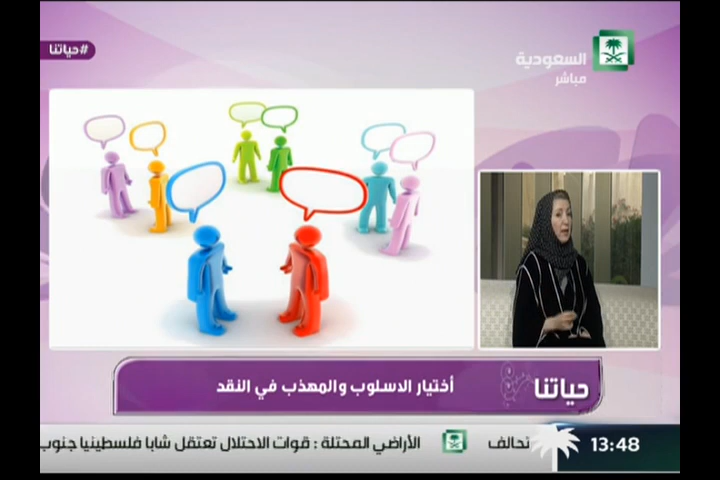 #حياتنا
السعودية
مباشر
حياتنا
أختيار الاسلوب والمهذب في النقد
13:48
تحالف
الأراضي المحتلة : قوات الاحتلال تعتقل شابا فلسطينيا جنوب